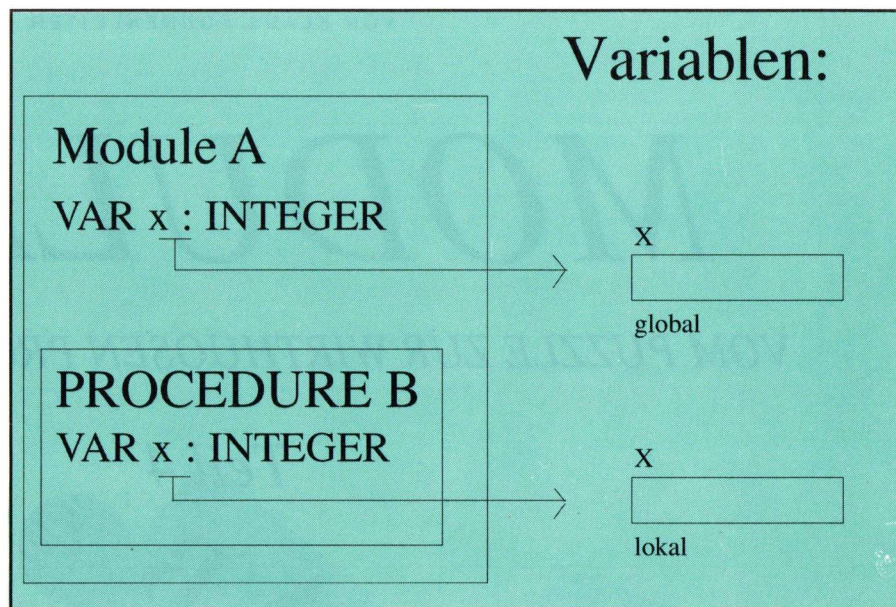 Variablen:
Module A
VAR x : INTEGER
x
global
PROCEDURE B
VAR x : INTEGER
x
lokal